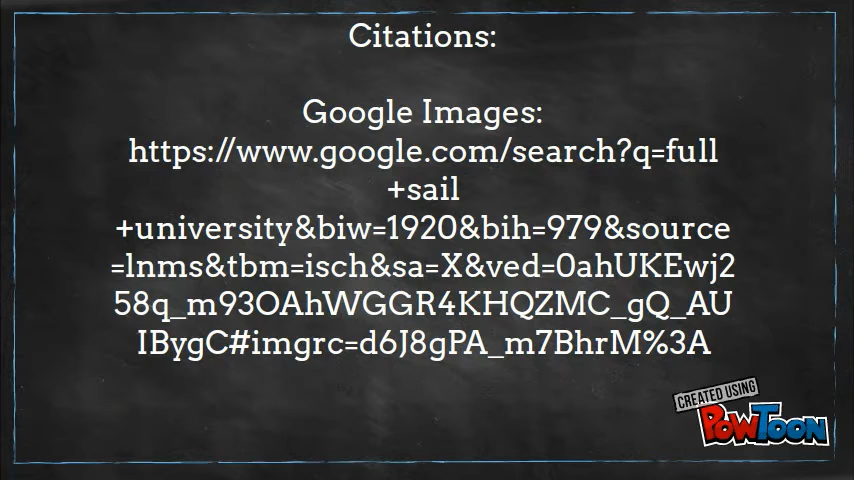 Citations:
Google Images:
https://www.google.com/search?q=full
+sail
+university&biw=1920&bih=979&source
=lnms&tbm=isch&sa=X&ved=0ahUKEwj2
58q_m93OAhWGGR4KHQZMC_gQ_AU
IBygC#imgrc=d6J8gPA_m7BhrM%3A
CREATED USING
POWTOON